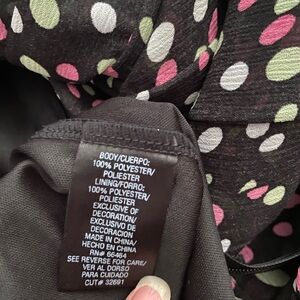 BODY/CUERPO:
100% POLYESTER/
POLIESTER
LINING/FORRO:
100% POLYESTER/
POLIESTER
EXCLUSIVE OF
DECORATION/
EXCLUSIVO DE
DECORACION
MADE IN CHINA/
HECHO EN CHINA
RN# 66464
SEE REVERSE FOR CARE/
VER AL DORSO
PARA CUIDADO
CUT# 32691